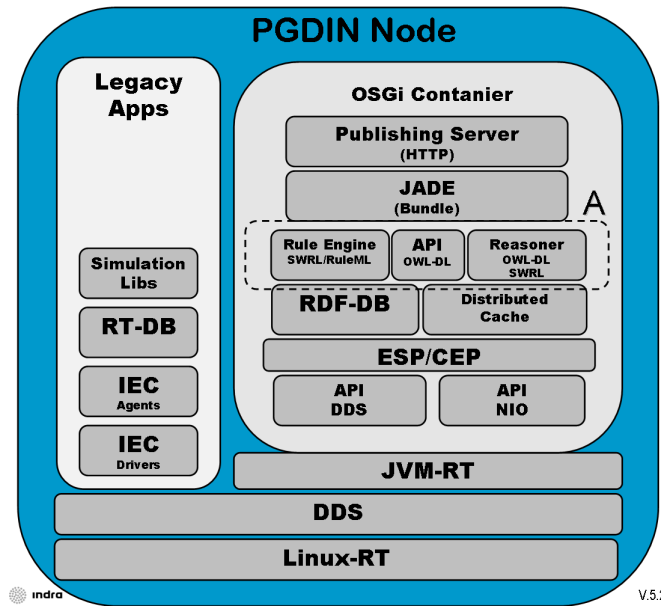 PGDIN Node
Legacy
Apps
Simulation
Libs
RT-DB
IEC
Agents
IEC
Drivers
OSGi Contanier
Publishing Server
(HTTP)
JADE
(Bundle)
A
Rule Engine
SWRL/RuleML
API
OWL-DL
Reasoner
OWL-DL
SWRL
RDF-DB
Distributed
Cache
ESP/CEP
API
DDS
API
NIO
JVM-RT
DDS
Linux-RT
indra